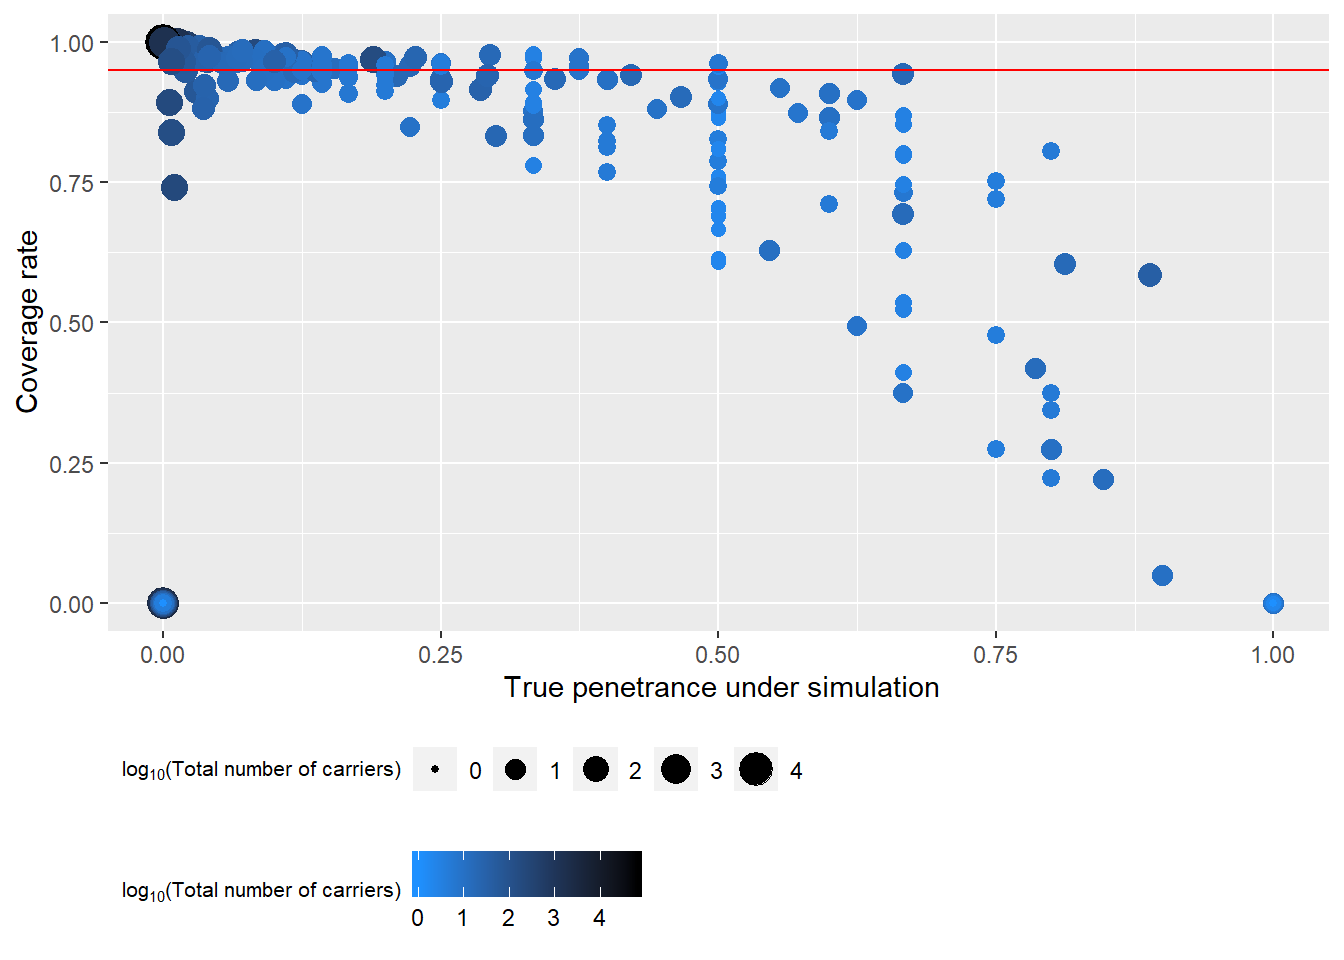 1.00
0.75
0.50
0.25
0.00
Coverage rate
0.00 0.25 0.50 0.75 1.00
True penetrance under simulation
log10(Total number of carriers) 0 1 2 3 4
log10(Total number of carriers)
0 1 2 3 4